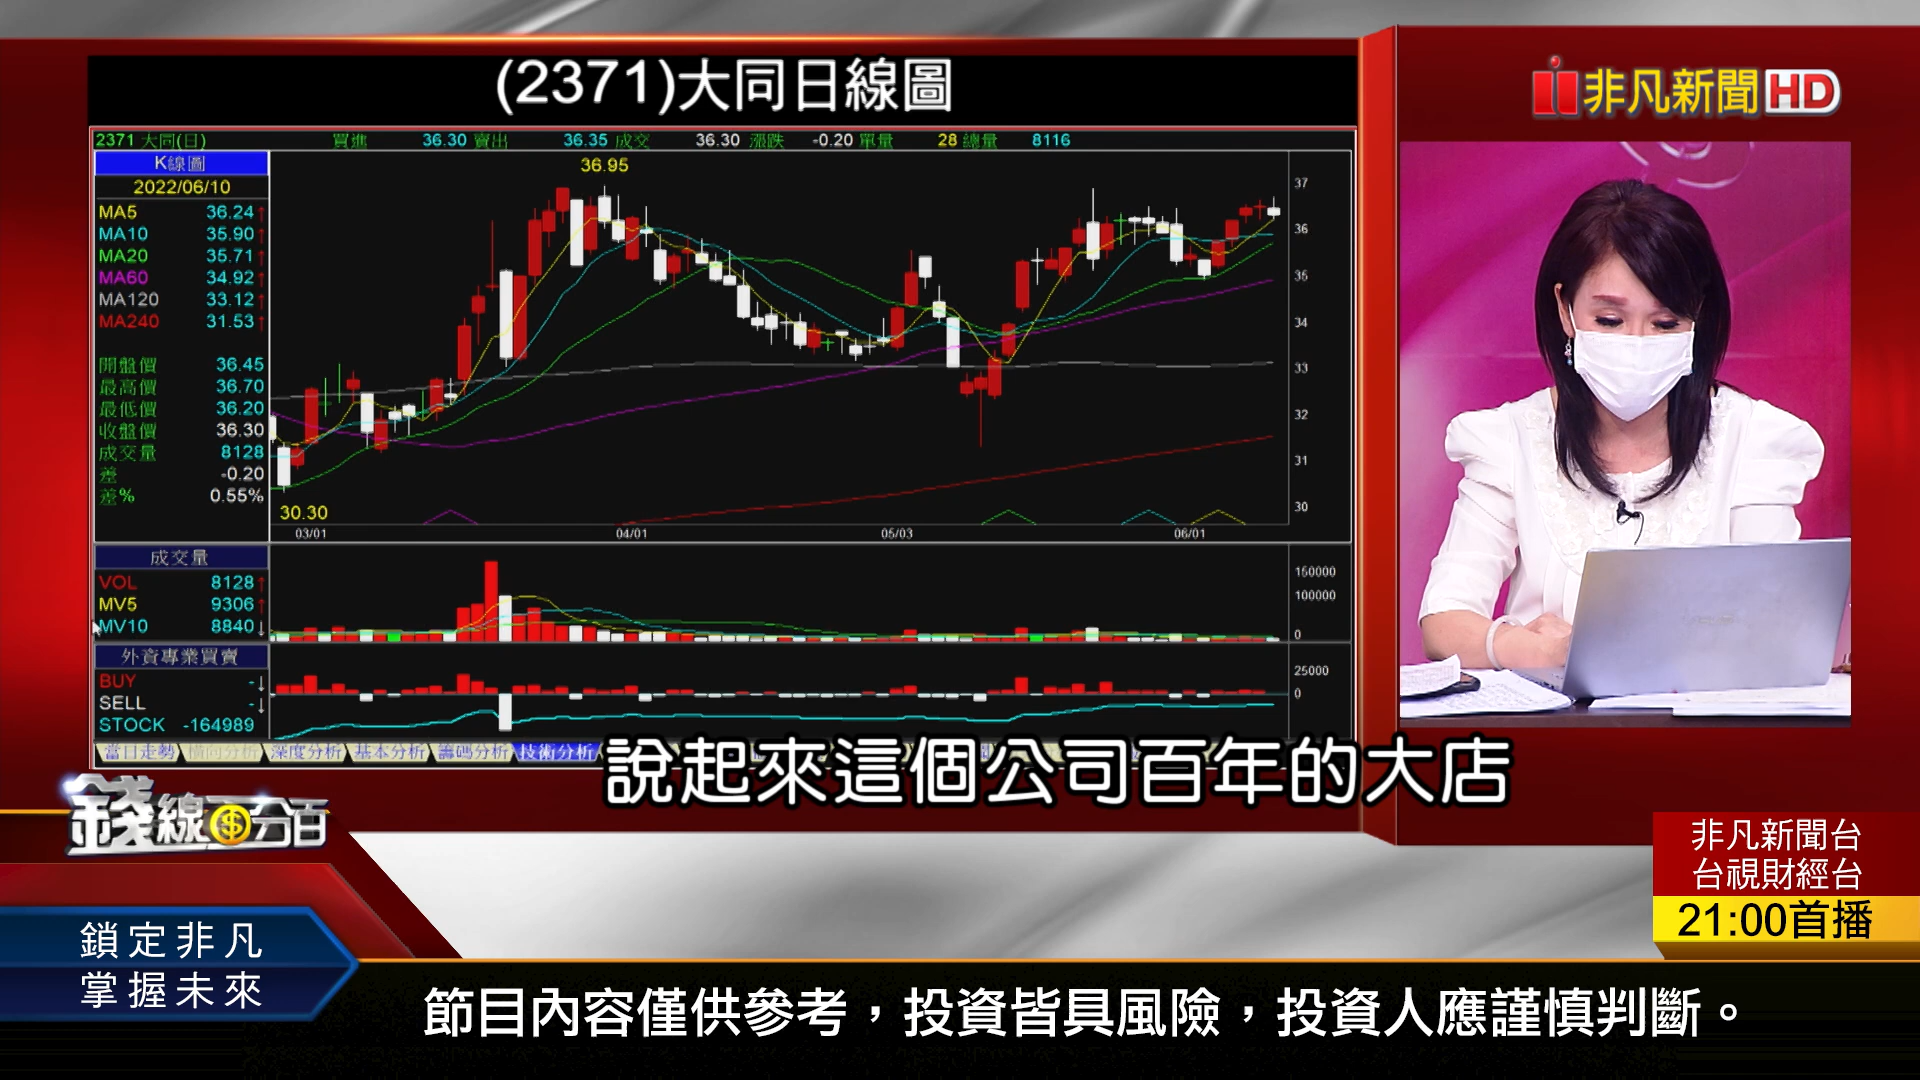 (2371)大同日線圖
非凡新聞HD
2371 大同(日) 買進 36.30 賣出 36.35 成交 36.30 漲跌 -0.20 單量 28 總量 8116
K線圖
2022/06/10
MA5 36.24↑
MA10 35.90↑
MA20 35.71↑
MA60 34.92↑
MA120 33.12↑
MA240 31.53↑
開盤價 36.45
最高價 36.70
最低價 36.20
收盤價 36.30
成交量 8128
差 -0.20
差% 0.55%
36.95
30.30
37
36
35
34
33
32
31
30
03/01 04/01 05/03 06/01
成交量
VOL 8128↑
MV5 9306↑
MV10 8840↓
150000
100000
0
外資專業買賣
BUY -↓
SELL -↓
STOCK -164989
25000
0
當日走勢 橫向分析 深度分析 基本分析 籌碼分析 技術分析
說起來這個公司百年的大店
錢線百分百
非凡新聞台
台視財經台
21:00首播
鎖定非凡
掌握未來
節目內容僅供參考，投資皆具風險，投資人應謹慎判斷。